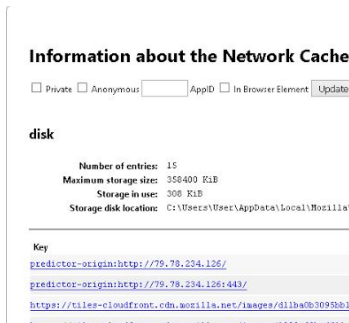 Information about the Network Cache
Private Anonymous AppID In Browser Element Update
disk
Number of entries: 15
Maximum storage size: 358400 KiB
Storage in use: 308 KiB
Storage disk location: C:\Users\User\AppData\Local\Mozilla\
Key
predictor-origin:http://79.78.234.126/
predictor-origin:http://79.78.234.126:443/
https://tiles-cloudfront.cdn.mozilla.net/images/d11ba0b3095bb1